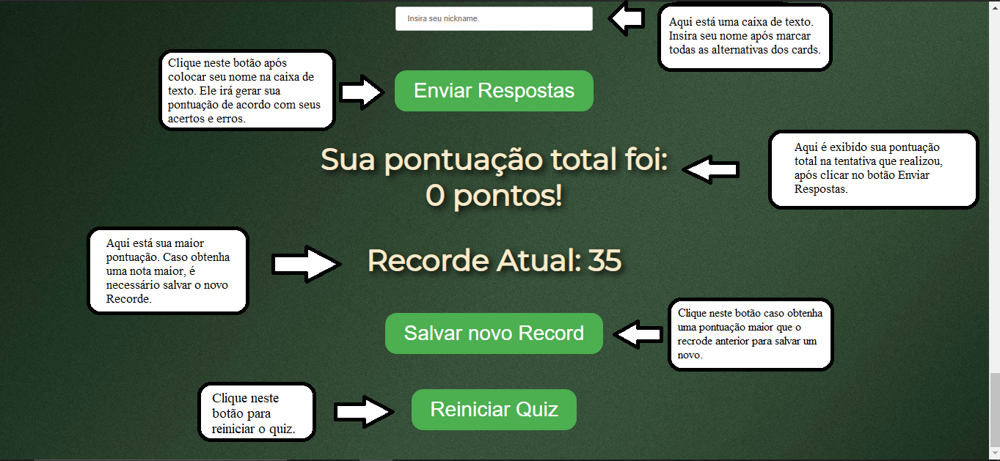 Insira seu nickname.
Aqui está uma caixa de texto.
Insira seu nome após marcar
todas as alternativas dos cards.
Clique neste botão após
colocar seu nome na caixa de
texto. Ele irá gerar sua
pontuação de acordo com seus
acertos e erros.
Enviar Respostas
Sua pontuação total foi:
0 pontos!
Aqui é exibido sua pontuação
total na tentativa que realizou,
após clicar no botão Enviar
Respostas.
Aqui está sua maior
pontuação. Caso obtenha
uma nota maior, é
necessário salvar o novo
Recorde.
Recorde Atual: 35
Salvar novo Record
Clique neste botão caso obtenha
uma pontuação maior que o
recrode anterior para salvar um
novo.
Clique neste
botão para
reiniciar o quiz.
Reiniciar Quiz